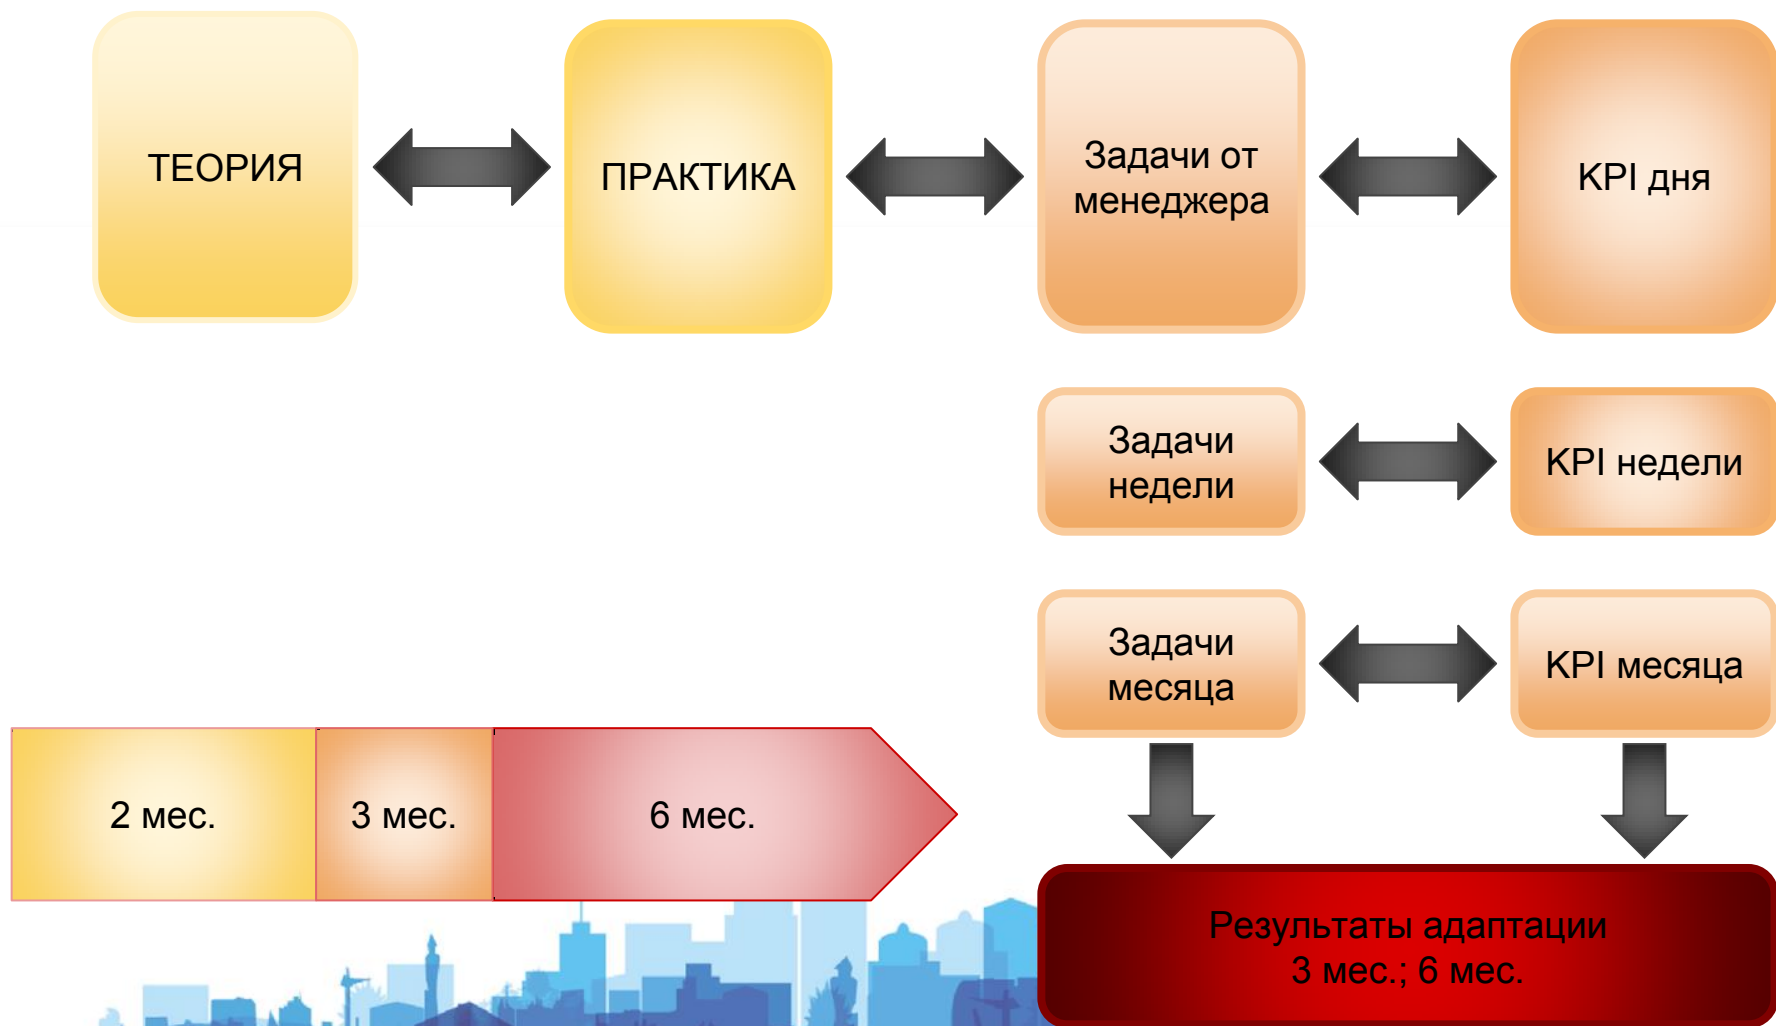 ТЕОРИЯ
ПРАКТИКА
Задачи от
менеджера
KPI дня
Задачи
недели
KPI недели
Задачи
месяца
KPI месяца
2 мес.
3 мес.
6 мес.
Результаты адаптации
3 мес.; 6 мес.